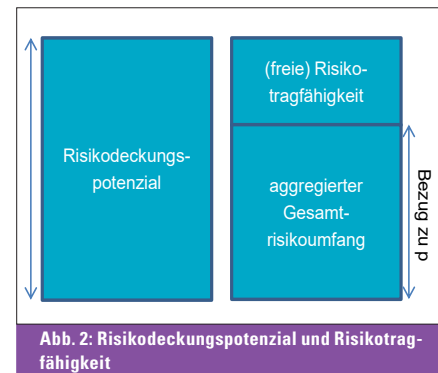 Risikodeckungs-
potenzial
(freie) Risiko-
tragfähigkeit
aggregierter
Gesamt-
risikoumfang
Bezug zu p
Abb. 2: Risikodeckungspotenzial und Risikotrag-
fähigkeit